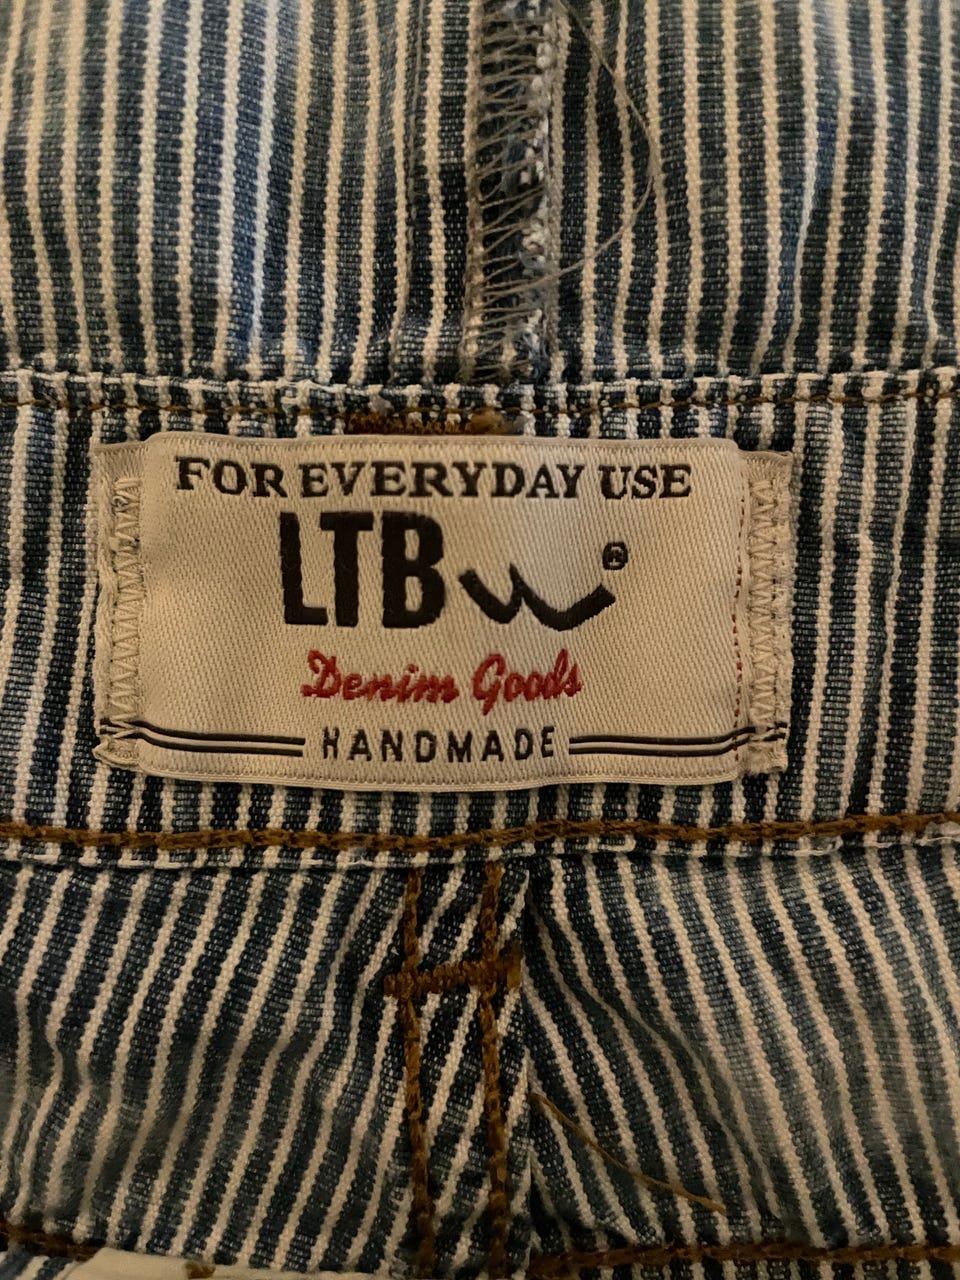 FOR EVERYDAY USE
LTB ®
Denim Goods
HANDMADE